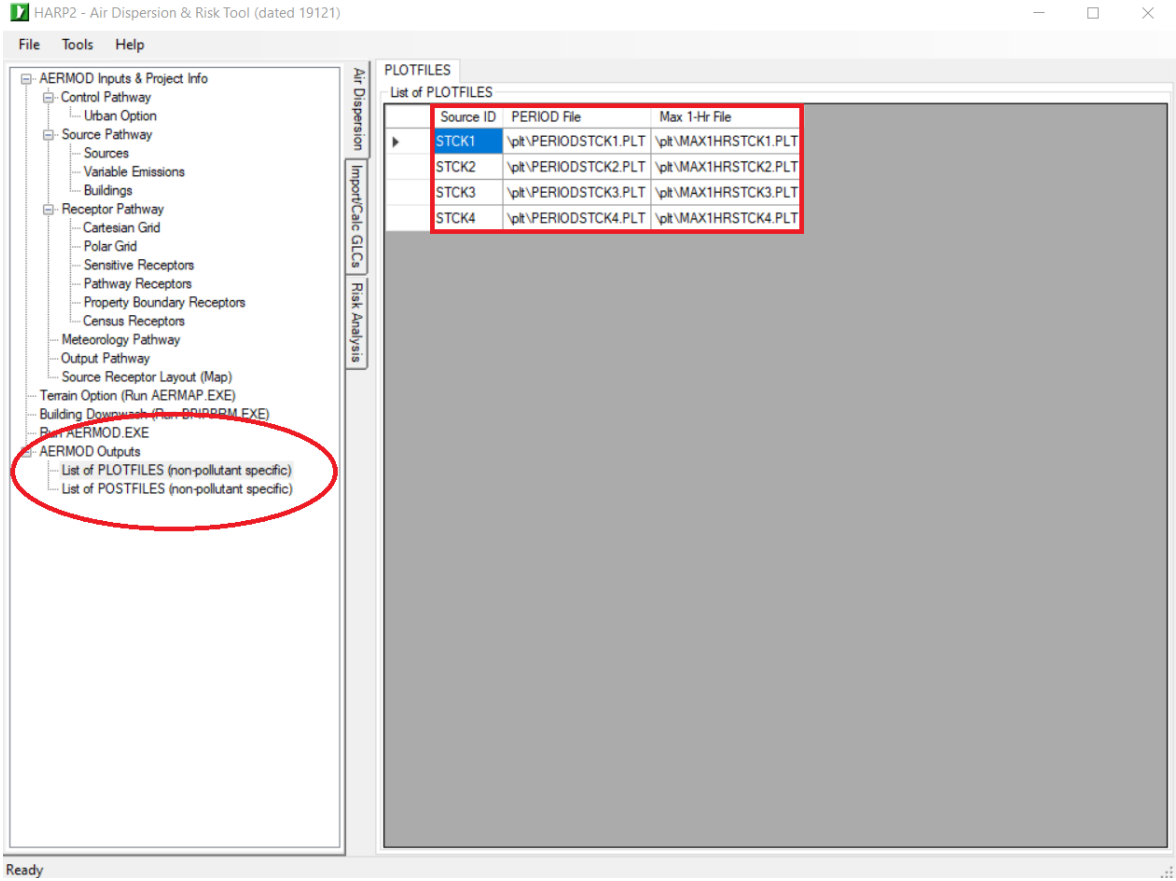 HARP2 - Air Dispersion & Risk Tool (dated 19121)
File Tools Help
AERMOD Inputs & Project Info
Control Pathway
Urban Option
Source Pathway
Sources
Variable Emissions
Buildings
Receptor Pathway
Cartesian Grid
Polar Grid
Sensitive Receptors
Pathway Receptors
Property Boundary Receptors
Census Receptors
Meteorology Pathway
Output Pathway
Source Receptor Layout (Map)
Terrain Option (Run AERMAP.EXE)
Building Downwash (Run BPIPPRM.EXE)
Run AERMOD.EXE
AERMOD Outputs
List of PLOTFILES (non-pollutant specific)
List of POSTFILES (non-pollutant specific)
Air Dispersion
Import/Calc GLCs
Risk Analysis
PLOTFILES
List of PLOTFILES
Source ID PERIOD File Max 1-Hr File
STCK1 \plt\PERIODSTCK1.PLT \plt\MAX1HRSTCK1.PLT
STCK2 \plt\PERIODSTCK2.PLT \plt\MAX1HRSTCK2.PLT
STCK3 \plt\PERIODSTCK3.PLT \plt\MAX1HRSTCK3.PLT
STCK4 \plt\PERIODSTCK4.PLT \plt\MAX1HRSTCK4.PLT
Ready